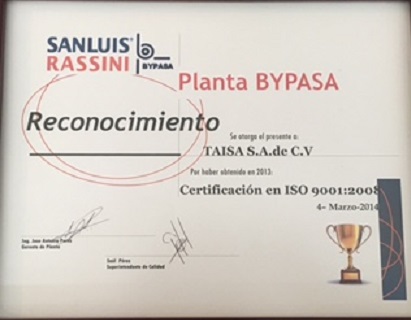 SANLUIS
RASSINI
BYPASA
Planta BYPASA
Reconocimiento
Se otorga el presente a:
TAISA S.A.de C.V
Por haber obtenido en 2013:
Certificación en ISO 9001:2008
4- Marzo-2014
Ing. Jose Antonio
Gerente de Planta
Saúl Pérez
Superintendente de Calidad